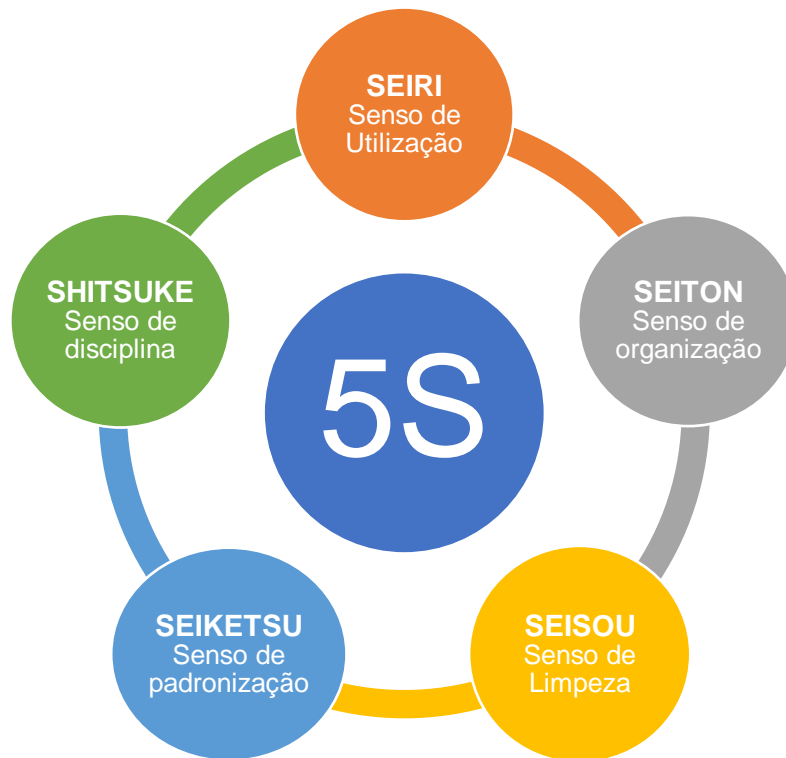 SEIRI
Senso de
Utilização
SHITSUKE
Senso de
disciplina
SEITON
Senso de
organização
5S
SEIKETSU
Senso de
padronização
SEISOU
Senso de
Limpeza